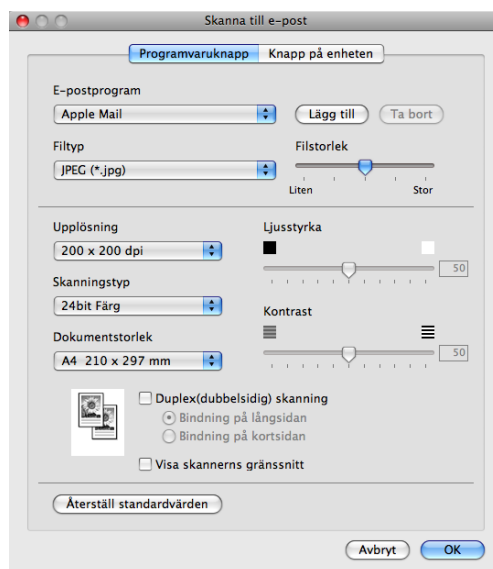 Skanna till e-post
Programvaruknapp Knapp på enheten
E-postprogram
Apple Mail Lägg till Ta bort
Filtyp Filstorlek
JPEG (*.jpg)
Liten Stor
Upplösning Ljusstyrka
200 x 200 dpi
50
Skanningstyp
24bit Färg Kontrast
Dokumentstorlek
A4 210 x 297 mm 50
Duplex(dubbelsidig) skanning
Bindning på långsidan
Bindning på kortsidan
Visa skannerns gränssnitt
Återställ standardvärden
Avbryt OK